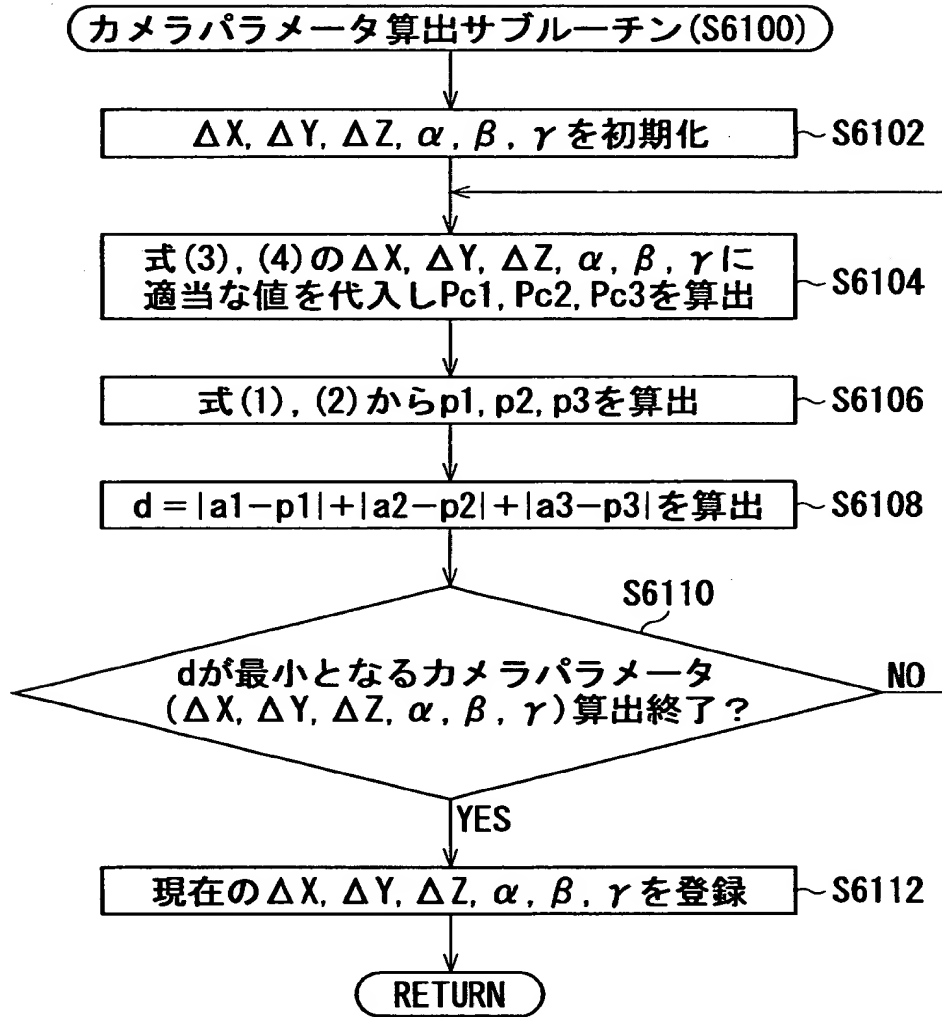 カメラパラメータ算出サブルーチン(S6100)
ΔX, ΔY, ΔZ, α, β, γを初期化
S6102
式(3), (4)のΔX, ΔY, ΔZ, α, β, γに
適当な値を代入しPc1, Pc2, Pc3を算出
S6104
式(1), (2)からp1, p2, p3を算出
S6106
d=|a1-p1|+|a2-p2|+|a3-p3|を算出
S6108
S6110
dが最小となるカメラパラメータ
(ΔX, ΔY, ΔZ, α, β, γ)算出終了?
NO
YES
現在のΔX, ΔY, ΔZ, α, β, γを登録
S6112
RETURN